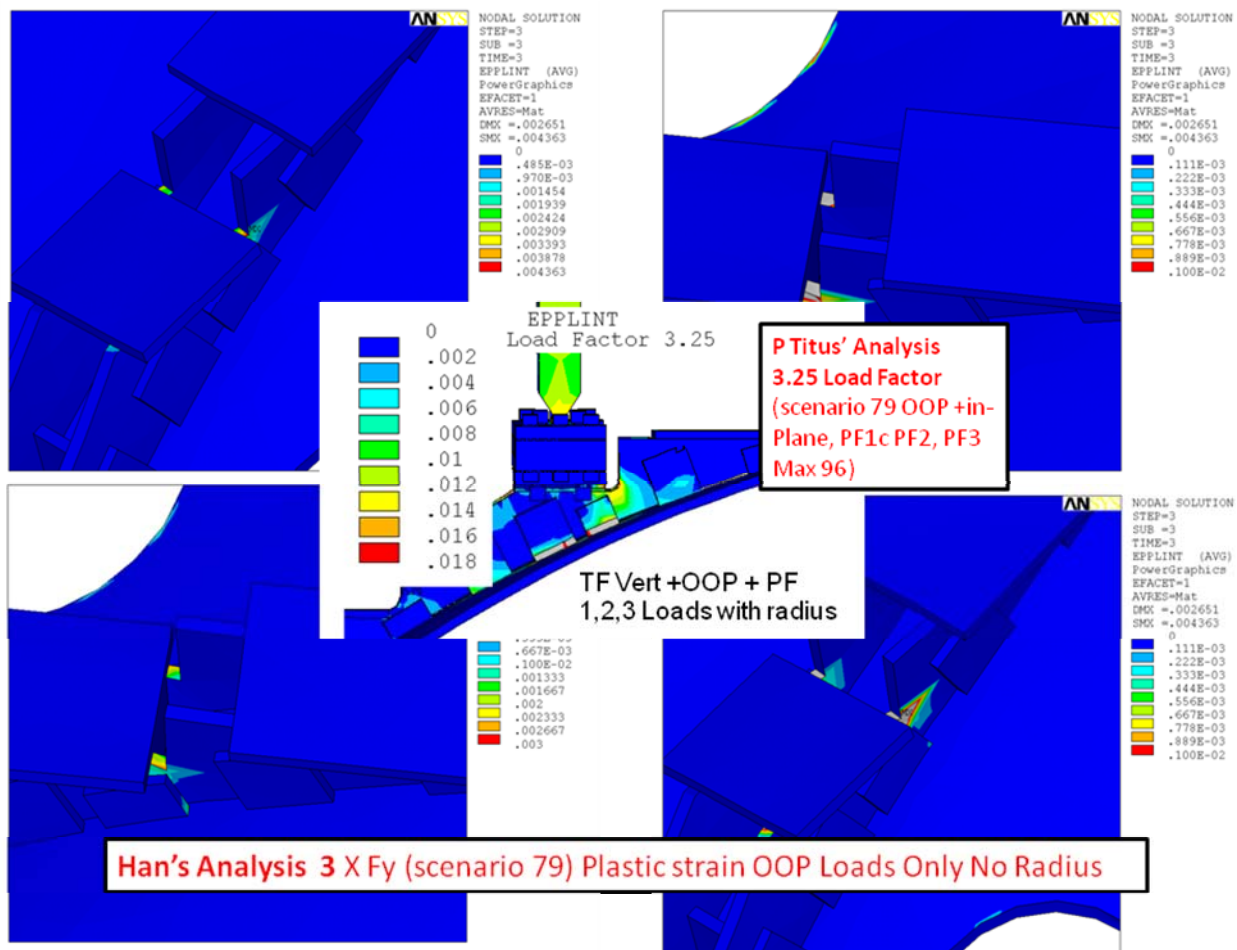 ANSYS
NODAL SOLUTION
STEP=3
SUB =3
TIME=3
EPPLINT (AVG)
PowerGraphics
EFACET=1
AVRES=Mat
DMX =.002651
SMX =.004363
0
.485E-03
.970E-03
.001454
.001939
.002424
.002909
.003393
.003878
.004363
ANSYS
NODAL SOLUTION
STEP=3
SUB =3
TIME=3
EPPLINT (AVG)
PowerGraphics
EFACET=1
AVRES=Mat
DMX =.002651
SMX =.004363
0
.111E-03
.222E-03
.333E-03
.444E-03
.556E-03
.667E-03
.778E-03
.889E-03
.100E-02
EPPLINT
Load Factor 3.25
0
.002
.004
.006
.008
.01
.012
.014
.016
.018
TF Vert +OOP + PF
1,2,3 Loads with radius
P Titus' Analysis
3.25 Load Factor
(scenario 79 OOP +in-
Plane, PF1c PF2, PF3
Max 96)
.667E-03
.100E-02
.001333
.001667
.002
.002333
.002667
.003
ANSYS
NODAL SOLUTION
STEP=3
SUB =3
TIME=3
EPPLINT (AVG)
PowerGraphics
EFACET=1
AVRES=Mat
DMX =.002651
SMX =.004363
0
.111E-03
.222E-03
.333E-03
.444E-03
.556E-03
.667E-03
.778E-03
.889E-03
.100E-02
Han's Analysis 3 X Fy (scenario 79) Plastic strain OOP Loads Only No Radius